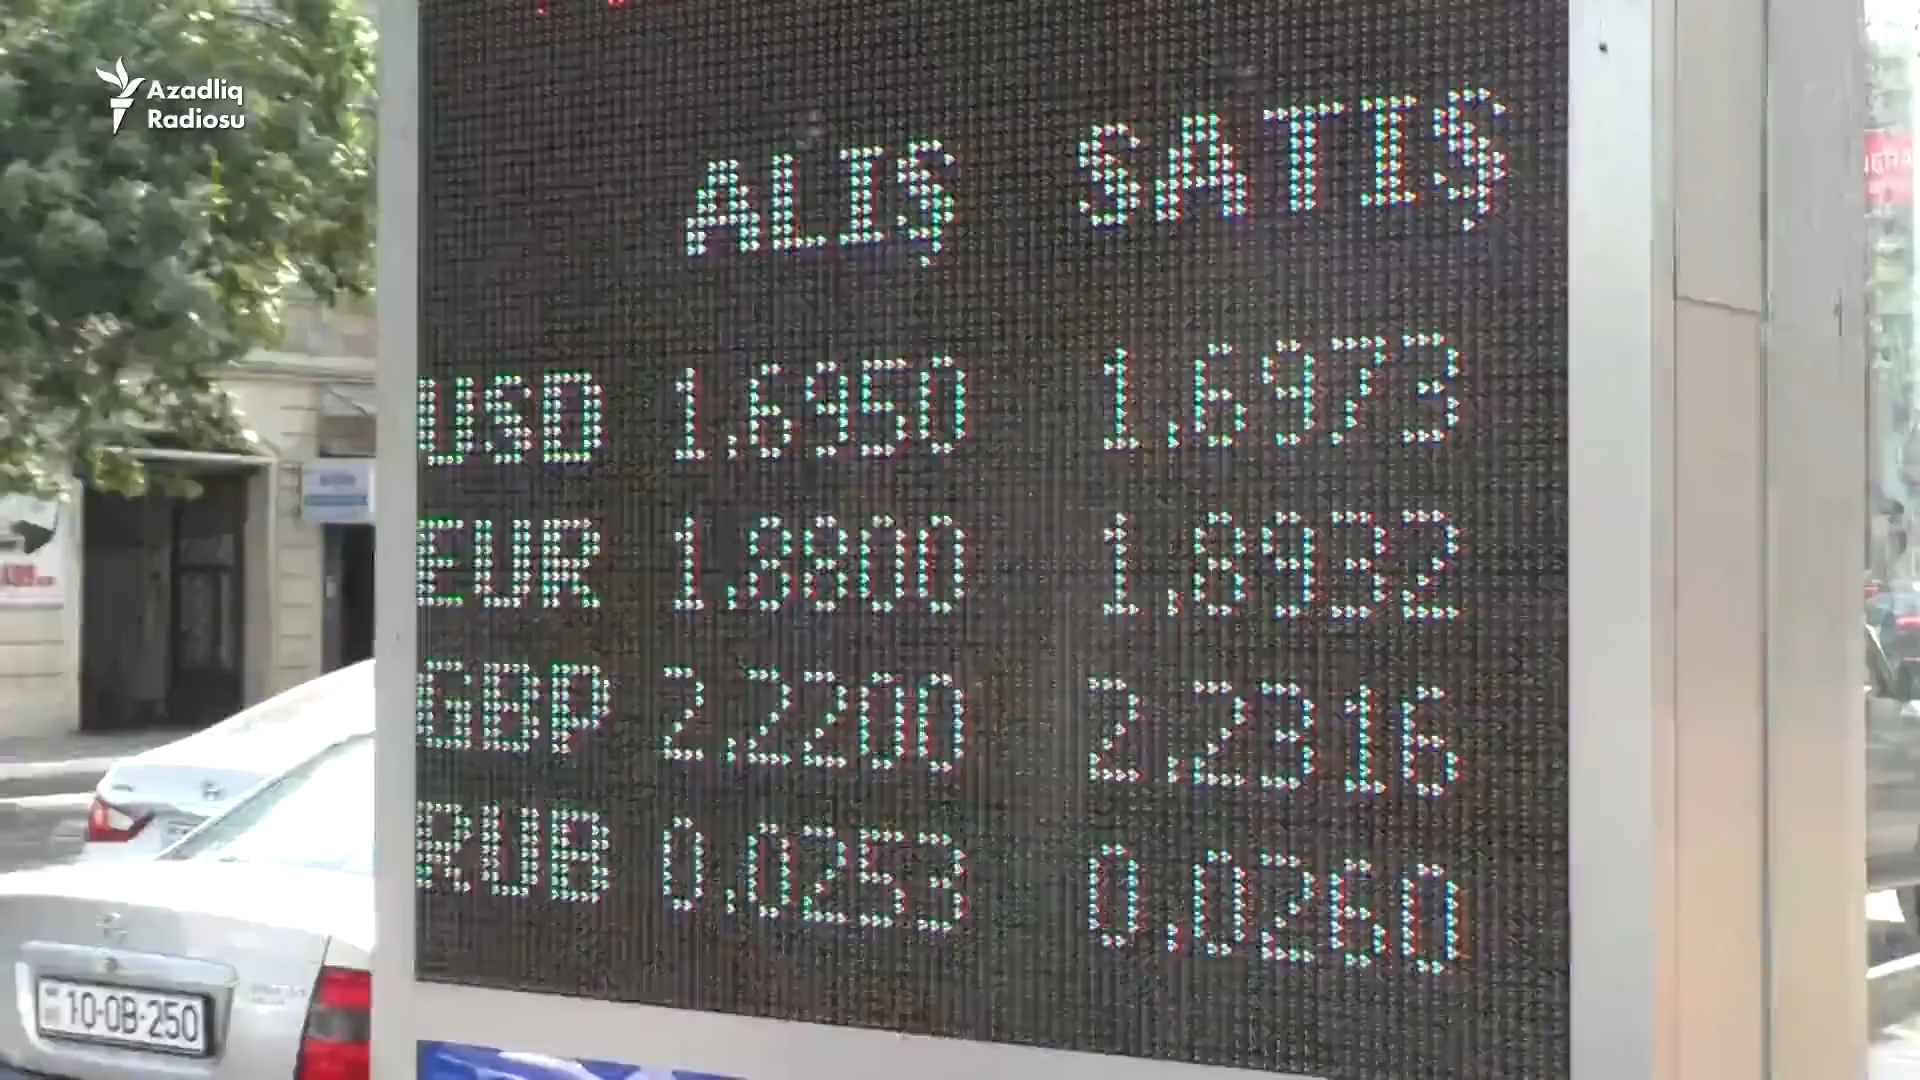 Azadlıq
Radiosu
ALIŞ SATIŞ
USD 1.6950 1.6973
EUR 1.8800 1.8932
GBP 2.2200 2.2316
RUB 0.0253 0.0260
10-OB-250